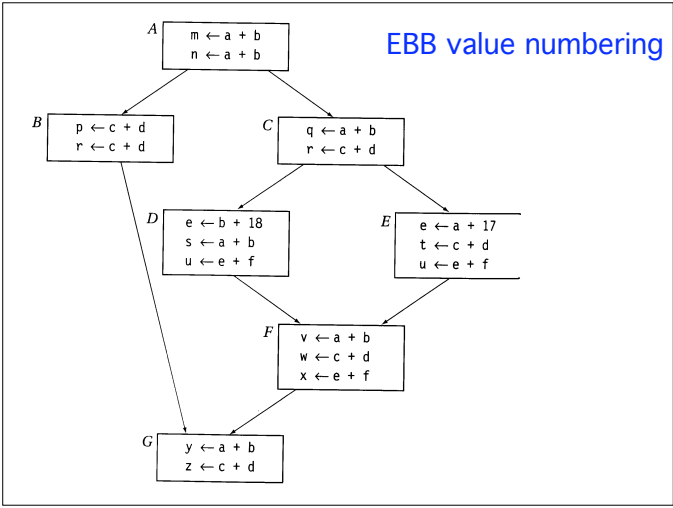 EBB value numbering
A
m ← a + b
n ← a + b
B
p ← c + d
r ← c + d
C
q ← a + b
r ← c + d
D
e ← b + 18
s ← a + b
u ← e + f
E
e ← a + 17
t ← c + d
u ← e + f
F
v ← a + b
w ← c + d
x ← e + f
G
y ← a + b
z ← c + d